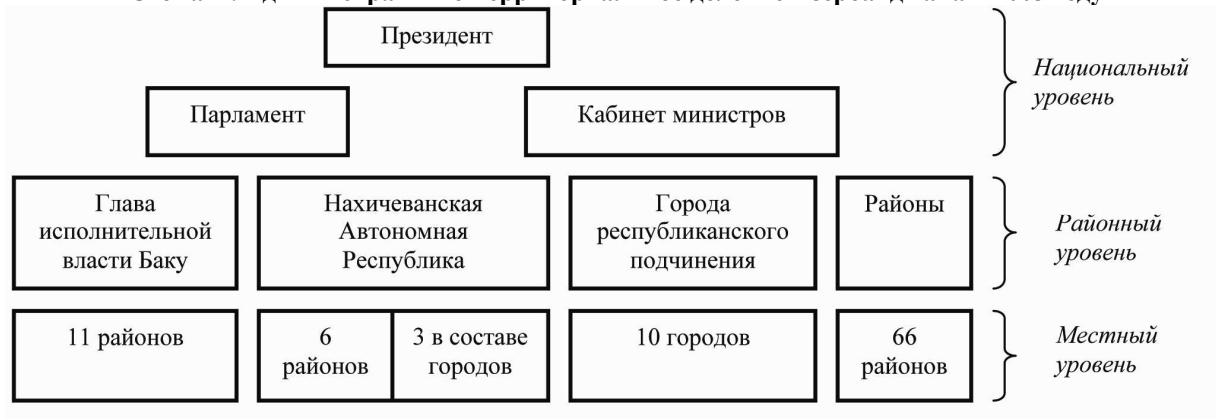 Президент
Национальный
уровень
Парламент
Кабинет министров
Глава
исполнительной
власти Баку
Нахичеванская
Автономная
Республика
Города
республиканского
подчинения
Районы
Районный
уровень
11 районов
6
районов
3 в составе
городов
10 городов
66
районов
Местный
уровень